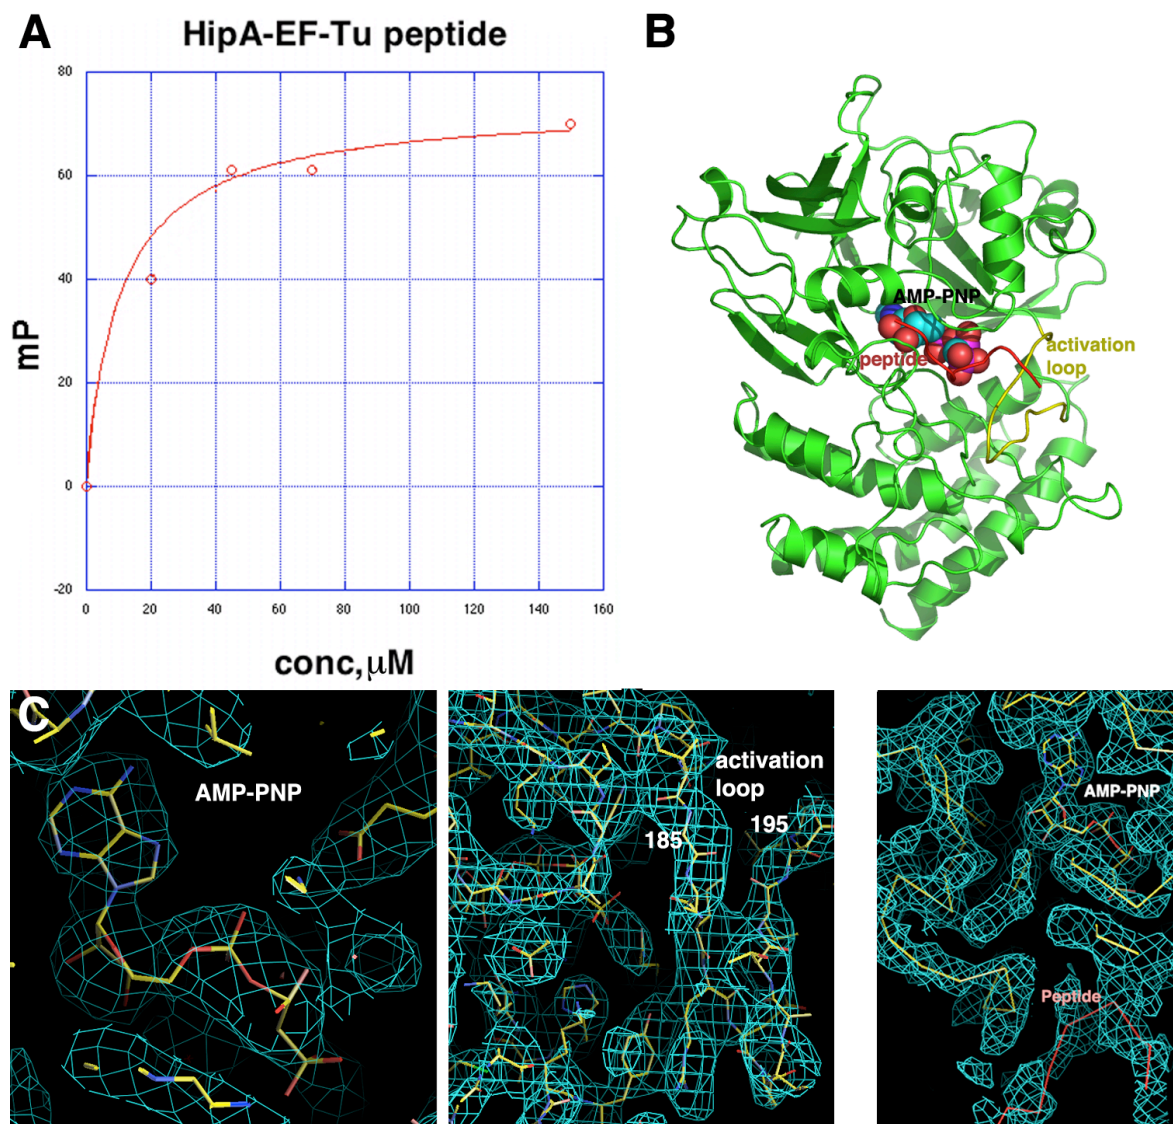 A
HipA-EF-Tu peptide
80
60
40
20
0
-20
mP
0 20 40 60 80 100 120 140 160
conc,μM
B
AMP-PNP
peptide
activation
loop
C
AMP-PNP
activation
loop
185
195
AMP-PNP
Peptide